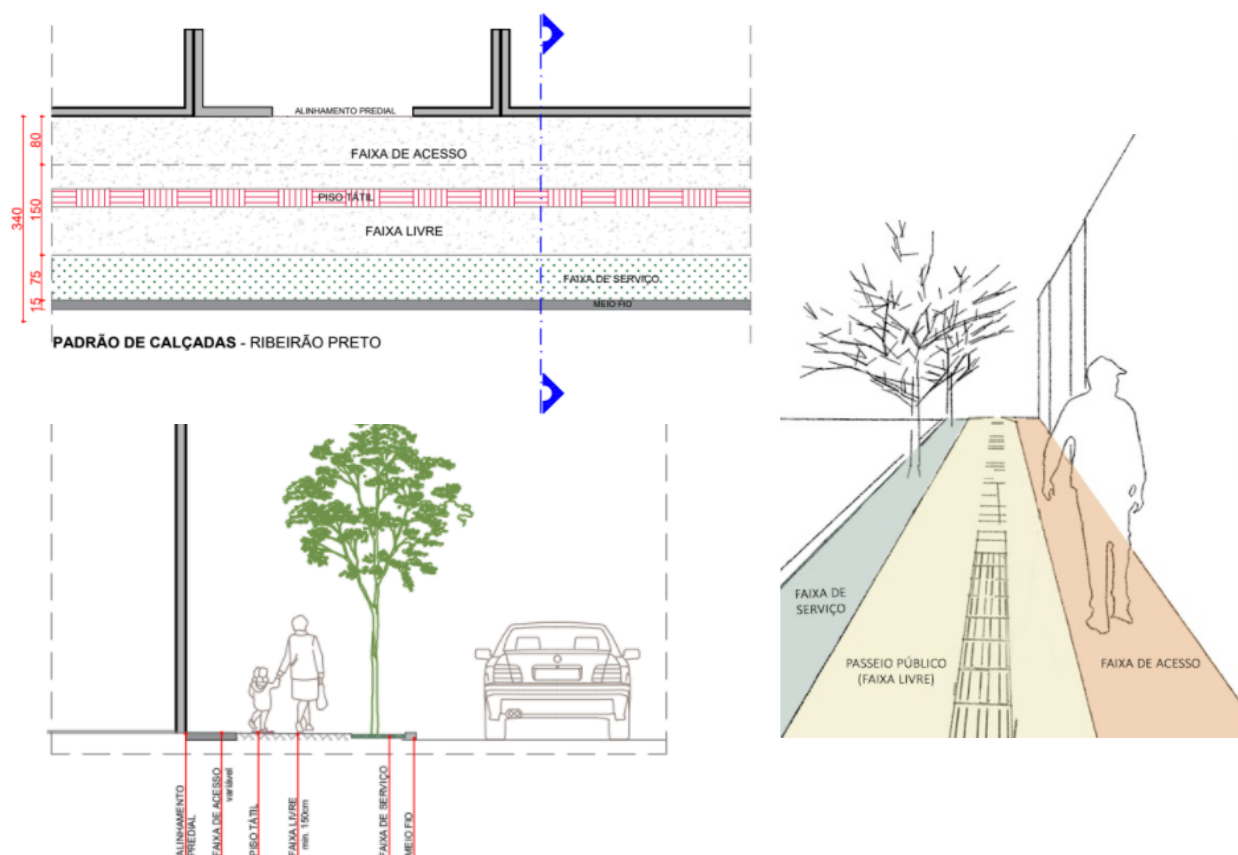 ALINHAMENTO PREDIAL
80
FAIXA DE ACESSO
PISO TÁTIL
150
340
FAIXA LIVRE
75
FAIXA DE SERVIÇO
15
MEIO FIO
PADRÃO DE CALÇADAS - RIBEIRÃO PRETO
ALINHAMENTO
PREDIAL
FAIXA DE ACESSO
variável
PISO TÁTIL
FAIXA LIVRE
min. 150cm
FAIXA DE SERVIÇO
MEIO FIO
FAIXA DE
SERVIÇO
PASSEIO PÚBLICO
(FAIXA LIVRE)
FAIXA DE ACESSO